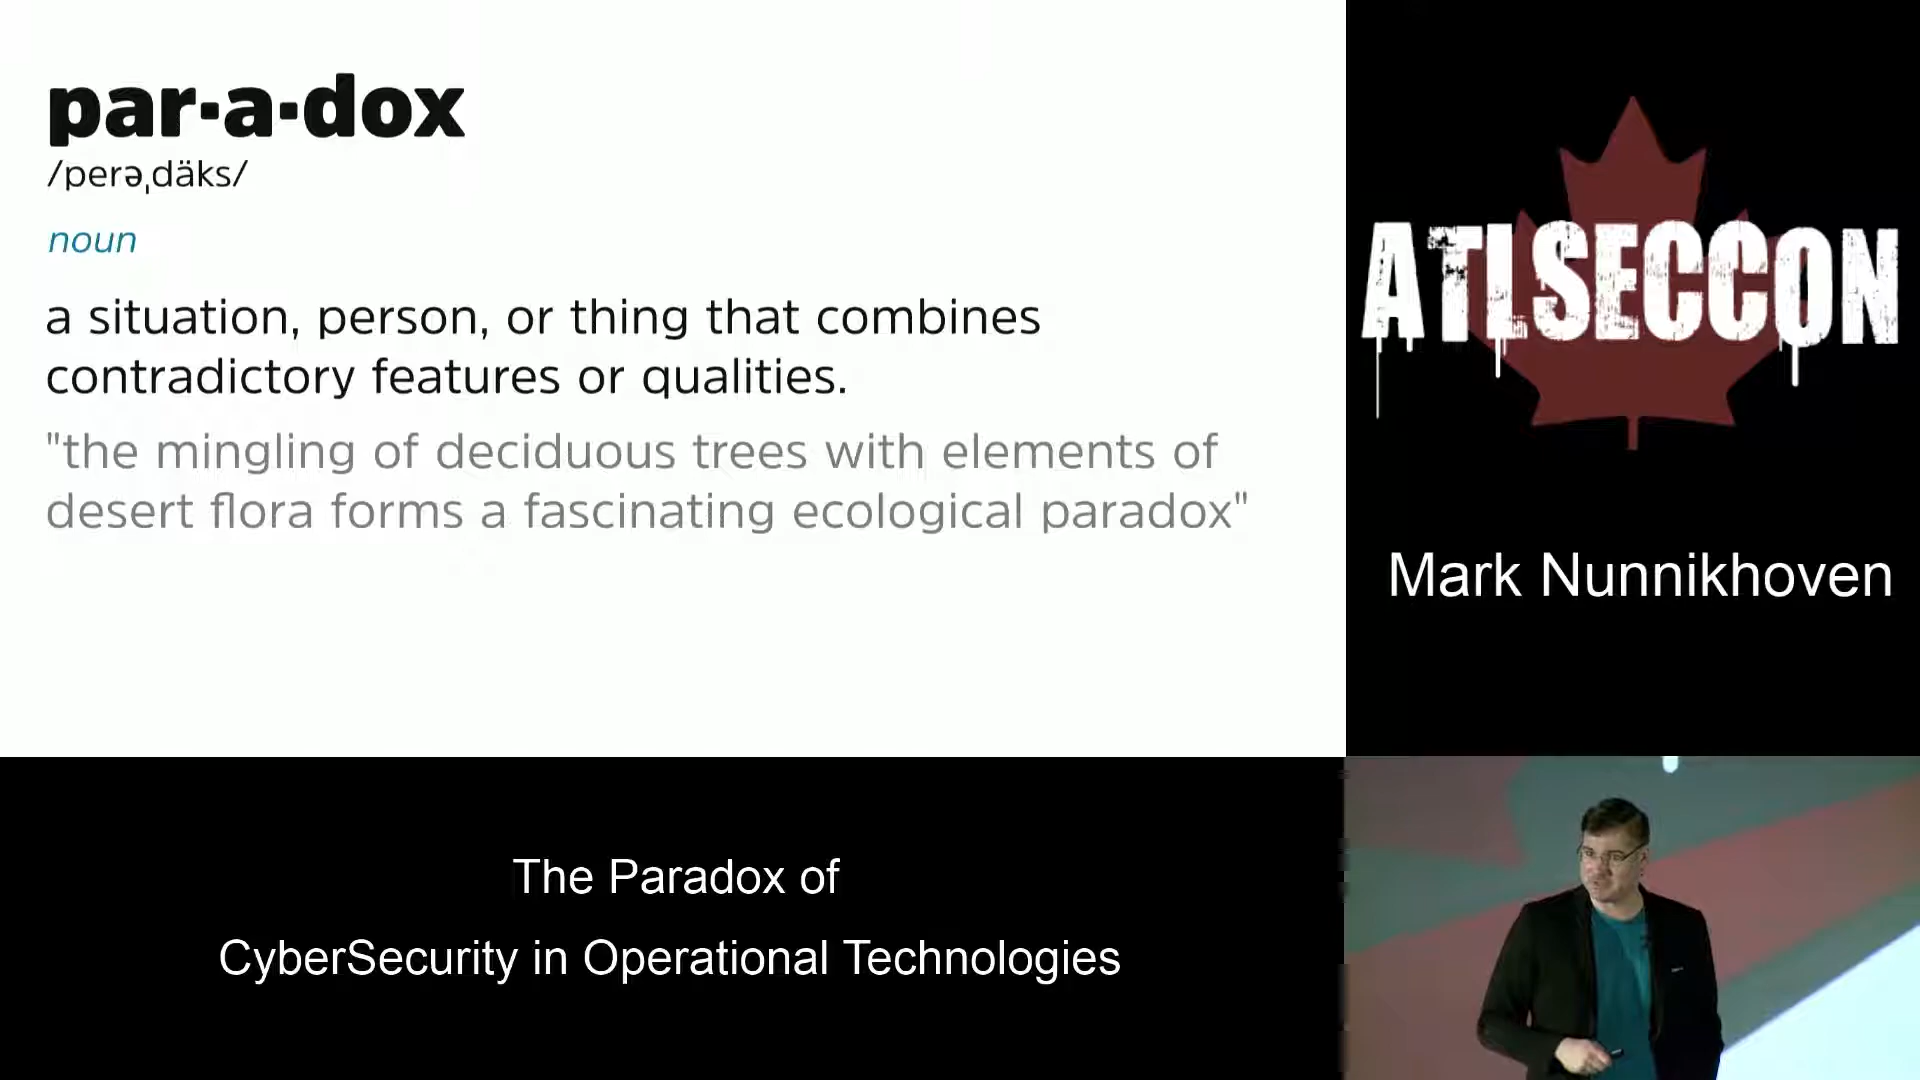 par·a·dox
/perəˌdäks/
noun
a situation, person, or thing that combines
contradictory features or qualities.
"the mingling of deciduous trees with elements of
desert flora forms a fascinating ecological paradox"
ATLSECCON
Mark Nunnikhoven
The Paradox of
CyberSecurity in Operational Technologies